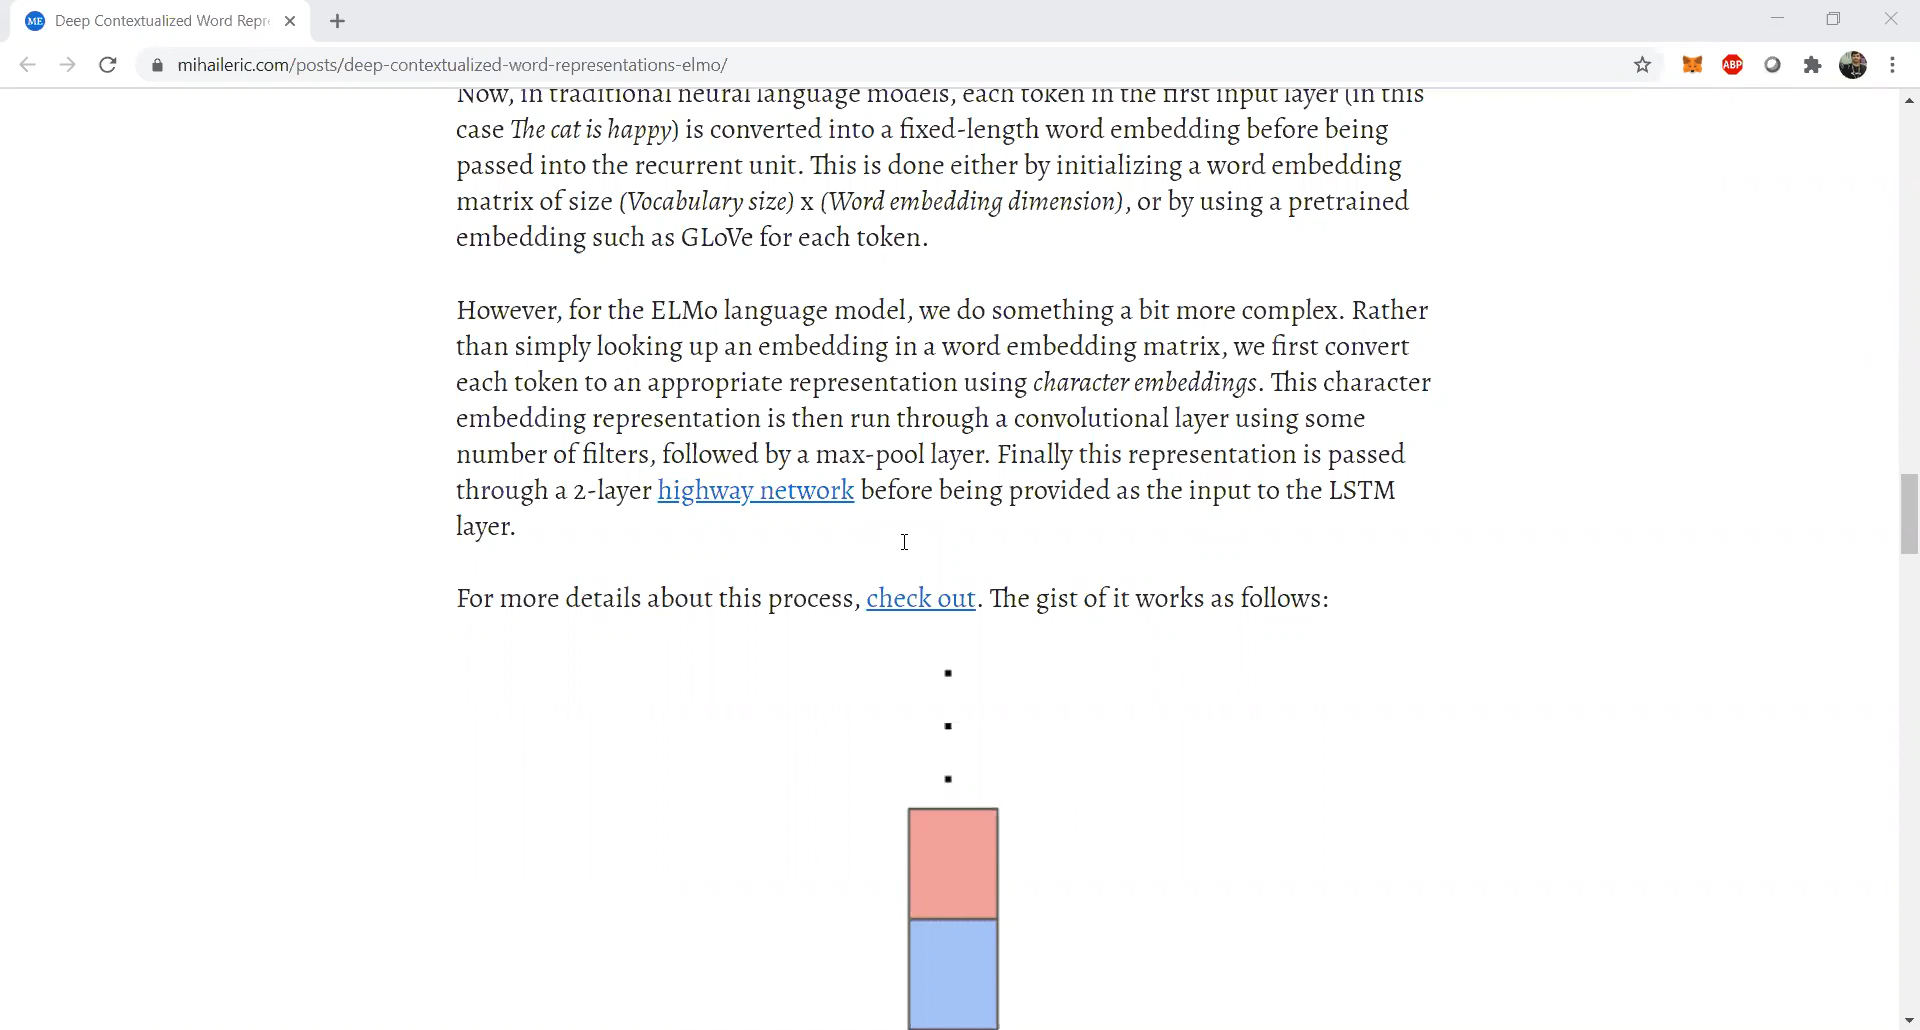 ME Deep Contextualized Word Repre
mihaileric.com/posts/deep-contextualized-word-representations-elmo/
ABP
Now, in traditional neural language models, each token in the first input layer (in this
case The cat is happy) is converted into a fixed-length word embedding before being
passed into the recurrent unit. This is done either by initializing a word embedding
matrix of size (Vocabulary size) x (Word embedding dimension), or by using a pretrained
embedding such as GLoVe for each token.
However, for the ELMo language model, we do something a bit more complex. Rather
than simply looking up an embedding in a word embedding matrix, we first convert
each token to an appropriate representation using character embeddings. This character
embedding representation is then run through a convolutional layer using some
number of filters, followed by a max-pool layer. Finally this representation is passed
through a 2-layer highway network before being provided as the input to the LSTM
layer.
For more details about this process, check out. The gist of it works as follows: